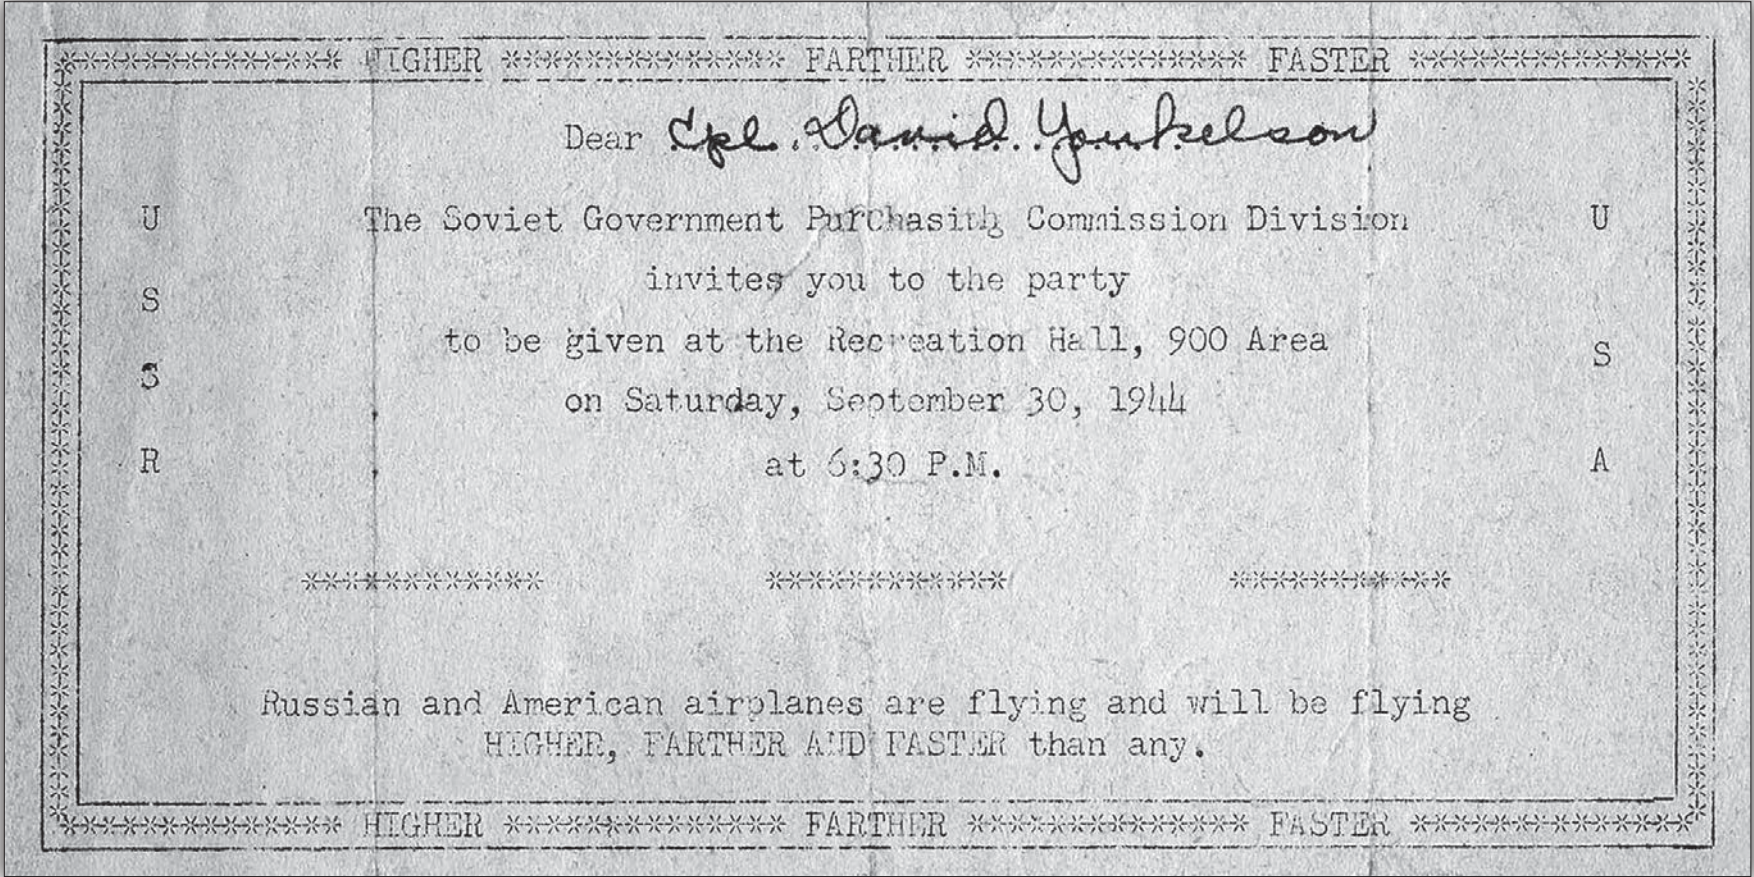 ************** HIGHER ************** FARTHER ************** FASTER **************
Dear Cpl. David Youkelson
The Soviet Government Purchasing Commission Division
invites you to the party
to be given at the Recreation Hall, 900 Area
on Saturday, September 30, 1944
at 6:30 P.M.
U
S
S
R
U
S
A
************ ************ ***********
Russian and American airplanes are flying and will be flying
HIGHER, FARTHER AND FASTER than any.
************** HIGHER ************** FARTHER ************** FASTER **************